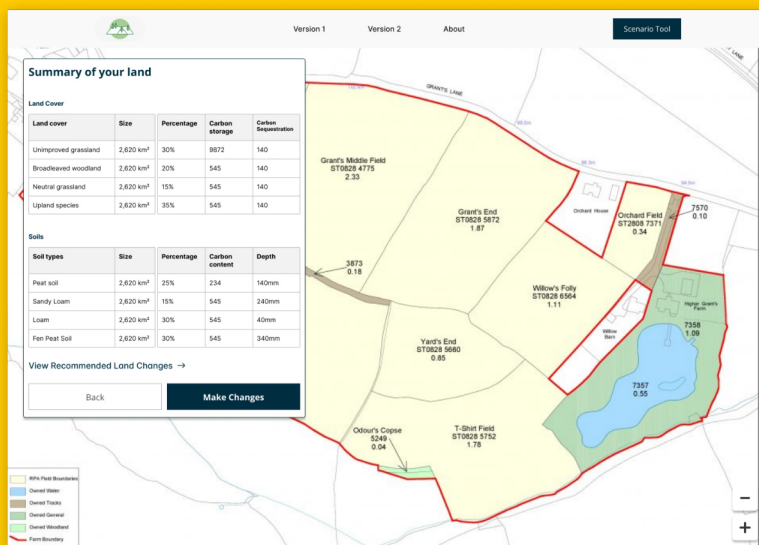 Version 1 Version 2 About Scenario Tool
Summary of your land
Land Cover
Land cover Size Percentage Carbon storage Carbon Sequestration
Unimproved grassland 2,620 km² 30% 9872 140
Broadleaved woodland 2,620 km² 20% 545 140
Neutral grassland 2,620 km² 15% 545 140
Upland species 2,620 km² 35% 545 140
Soils
Soil types Size Percentage Carbon content Depth
Peat soil 2,620 km² 25% 234 140mm
Sandy Loam 2,620 km² 15% 545 240mm
Loam 2,620 km² 30% 545 40mm
Fen Peat Soil 2,620 km² 30% 545 340mm
View Recommended Land Changes →
Back Make Changes
GRANT'S LANE
LANE
Grant's Middle Field
ST0828 4775
2.33
Grant's End
ST0828 5872
1.87
Orchard House
Orchard Field
ST2808 7371
0.34
7570
0.10
3873
0.18
Willow's Folly
ST0828 6564
1.11
Willow
Barn
Higher Grant's
Farm
7358
1.09
Yard's End
ST0828 5660
0.85
7357
0.55
Odour's Copse
5249
0.04
T-Shirt Field
ST0828 5752
1.78
RPA Field Boundaries
Owned Water
Owned Tracks
Owned General
Owned Woodland
Farm Boundary
−
+